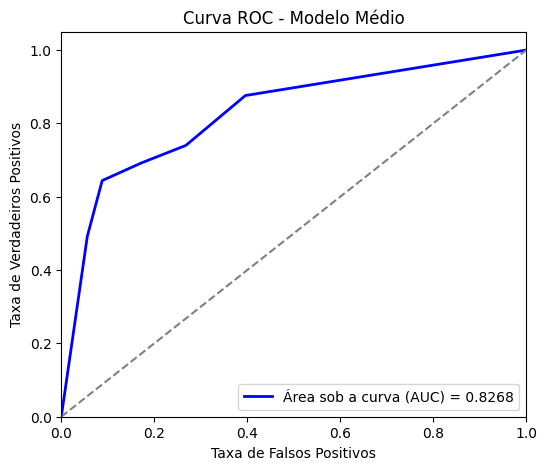 Curva ROC - Modelo Médio
Taxa de Verdadeiros Positivos
1.0
0.8
0.6
0.4
0.2
0.0
Área sob a curva (AUC) = 0.8268
0.0 0.2 0.4 0.6 0.8 1.0
Taxa de Falsos Positivos